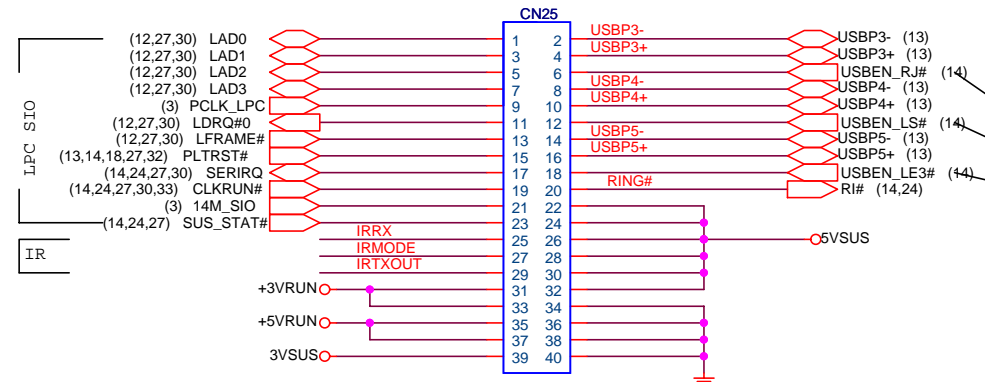 CN25
(12,27,30) LAD0 1 2 USBP3- USBP3- (13)
(12,27,30) LAD1 3 4 USBP3+ USBP3+ (13)
(12,27,30) LAD2 5 6 USBEN_RJ# (14)
(12,27,30) LAD3 7 8 USBP4- USBP4- (13)
(3) PCLK_LPC 9 10 USBP4+ USBP4+ (13)
(12,27,30) LDRQ#0 11 12 USBEN_LS# (14)
(12,27,30) LFRAME# 13 14 USBP5- USBP5- (13)
(13,14,18,27,32) PLTRST# 15 16 USBP5+ USBP5+ (13)
(14,24,27,30) SERIRQ 17 18 USBEN_LE3# (14)
(14,24,27,30,33) CLKRUN# 19 20 RING# RI# (14,24)
(3) 14M_SIO 21 22
(14,24,27) SUS_STAT# 23 24
LPC SIO
IRRX 25 26 5VSUS
IR
IRMODE 27 28
IRTXOUT 29 30
+3VRUN 31 32
33 34
+5VRUN 35 36
37 38
3VSUS 39 40